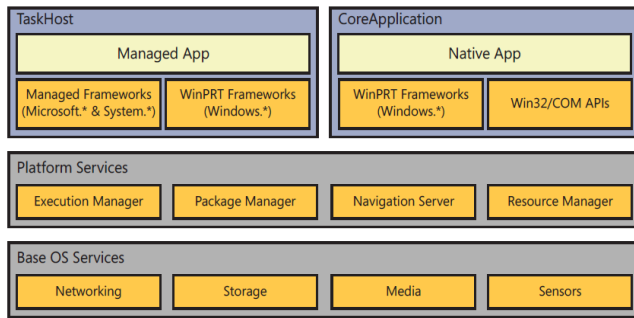 TaskHost
Managed App
Managed Frameworks
(Microsoft.* & System.*)
WinPRT Frameworks
(Windows.*)
CoreApplication
Native App
WinPRT Frameworks
(Windows.*)
Win32/COM APIs
Platform Services
Execution Manager
Package Manager
Navigation Server
Resource Manager
Base OS Services
Networking
Storage
Media
Sensors